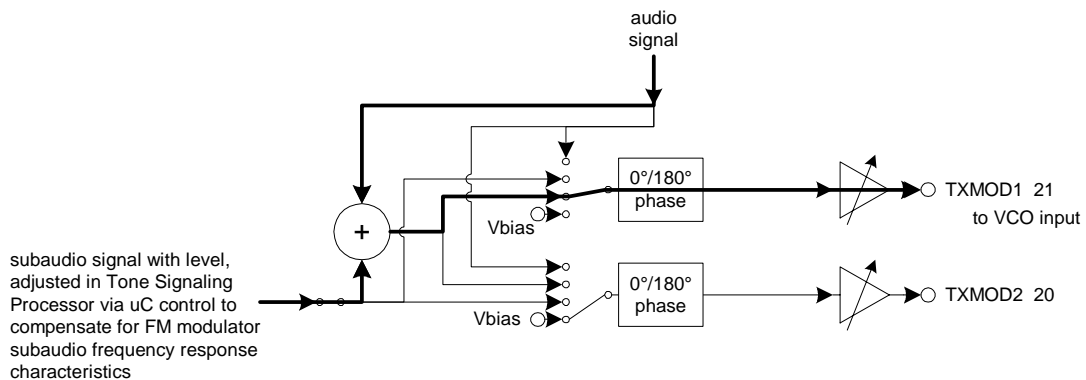 audio
signal
0°/180°
phase
TXMOD1 21
to VCO input
Vbias
+
subaudio signal with level,
adjusted in Tone Signaling
Processor via uC control to
compensate for FM modulator
subaudio frequency response
characteristics
0°/180°
phase
TXMOD2 20
Vbias